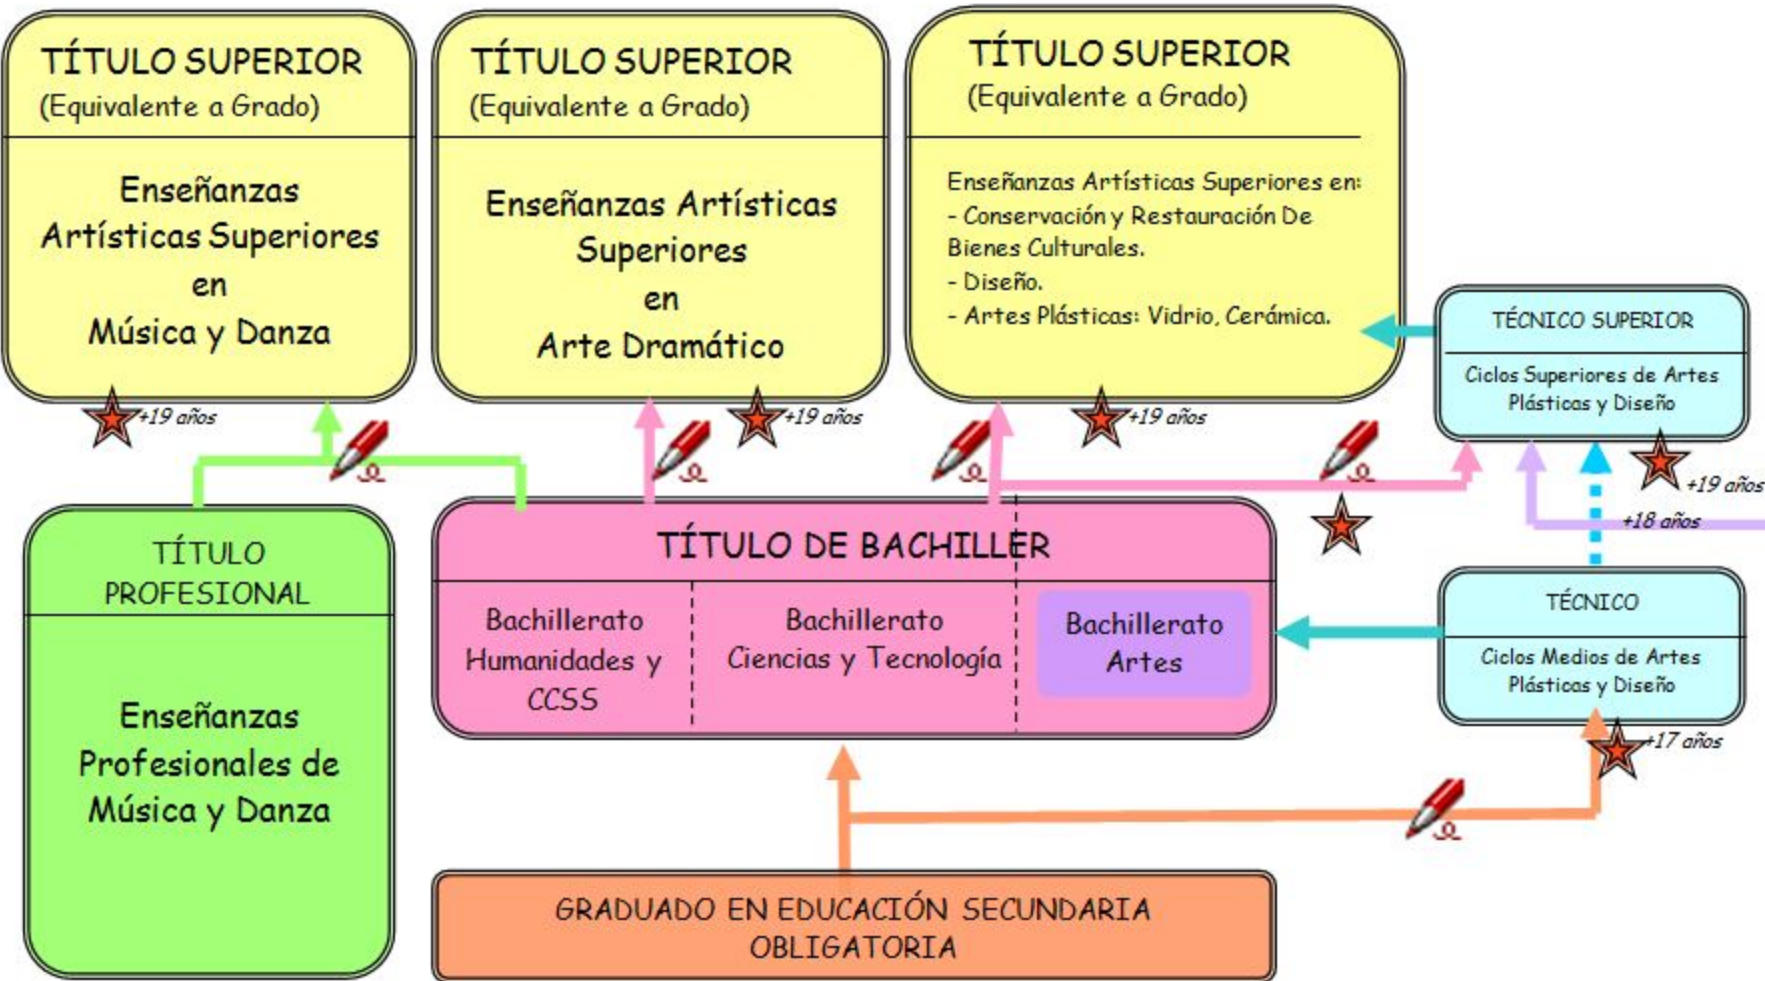 TÍTULO SUPERIOR
(Equivalente a Grado)
Enseñanzas
Artísticas Superiores
en
Música y Danza
+19 años
TÍTULO SUPERIOR
(Equivalente a Grado)
Enseñanzas Artísticas
Superiores
en
Arte Dramático
+19 años
TÍTULO SUPERIOR
(Equivalente a Grado)
Enseñanzas Artísticas Superiores en:
- Conservación y Restauración De
Bienes Culturales.
- Diseño.
- Artes Plásticas: Vidrio, Cerámica.
+19 años
TÉCNICO SUPERIOR
Ciclos Superiores de Artes
Plásticas y Diseño
+19 años
+18 años
TÍTULO
PROFESIONAL
Enseñanzas
Profesionales de
Música y Danza
TÍTULO DE BACHILLER
Bachillerato
Humanidades y
CCSS
Bachillerato
Ciencias y Tecnología
Bachillerato
Artes
TÉCNICO
Ciclos Medios de Artes
Plásticas y Diseño
+17 años
GRADUADO EN EDUCACIÓN SECUNDARIA
OBLIGATORIA